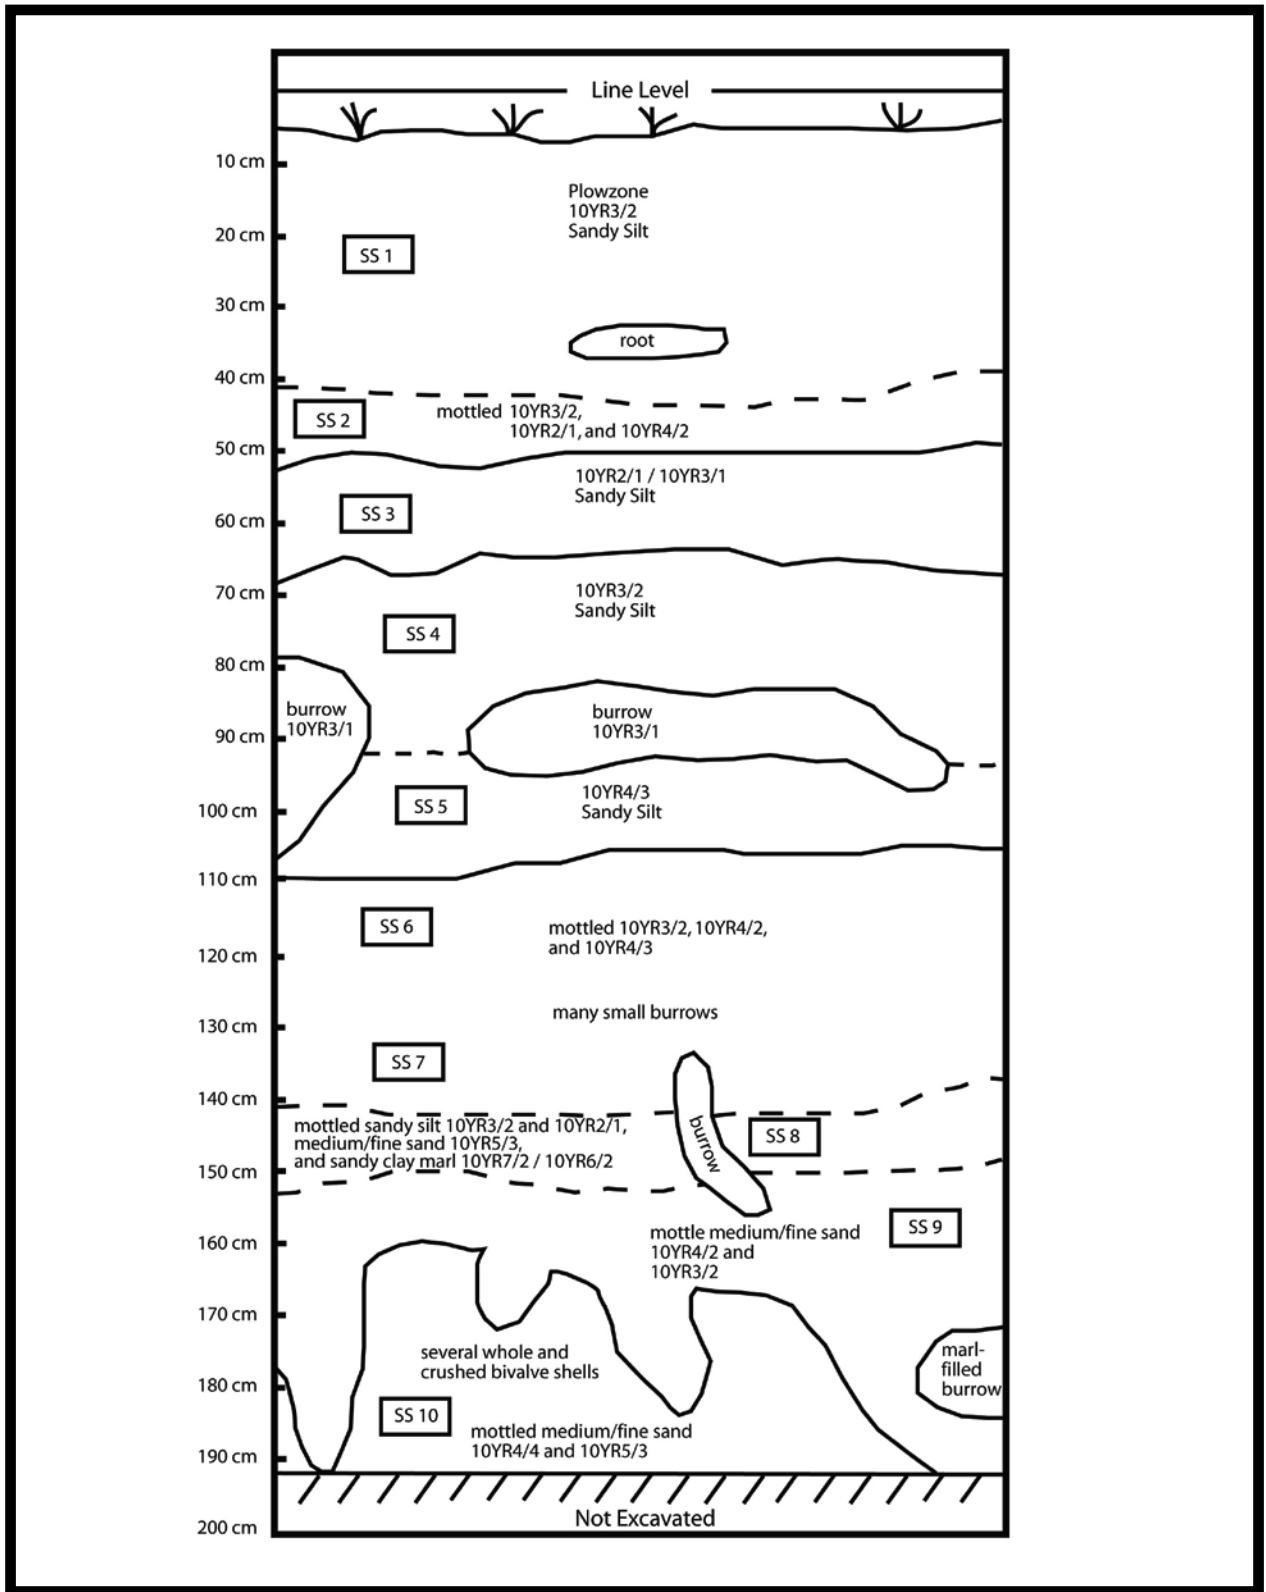 Line Level
10 cm
Plowzone
10YR3/2
Sandy Silt
20 cm
SS 1
30 cm
root
40 cm
SS 2
mottled 10YR3/2,
10YR2/1, and 10YR4/2
50 cm
10YR2/1 / 10YR3/1
Sandy Silt
SS 3
60 cm
70 cm
10YR3/2
Sandy Silt
SS 4
80 cm
burrow
10YR3/1
burrow
10YR3/1
90 cm
10YR4/3
Sandy Silt
SS 5
100 cm
110 cm
SS 6
mottled 10YR3/2, 10YR4/2,
and 10YR4/3
120 cm
many small burrows
130 cm
SS 7
140 cm
mottled sandy silt 10YR3/2 and 10YR2/1,
medium/fine sand 10YR5/3,
and sandy clay marl 10YR7/2 / 10YR6/2
burrow
SS 8
150 cm
SS 9
mottle medium/fine sand
10YR4/2 and
10YR3/2
160 cm
170 cm
several whole and
crushed bivalve shells
marl-
filled
burrow
180 cm
SS 10
mottled medium/fine sand
10YR4/4 and 10YR5/3
190 cm
Not Excavated
200 cm